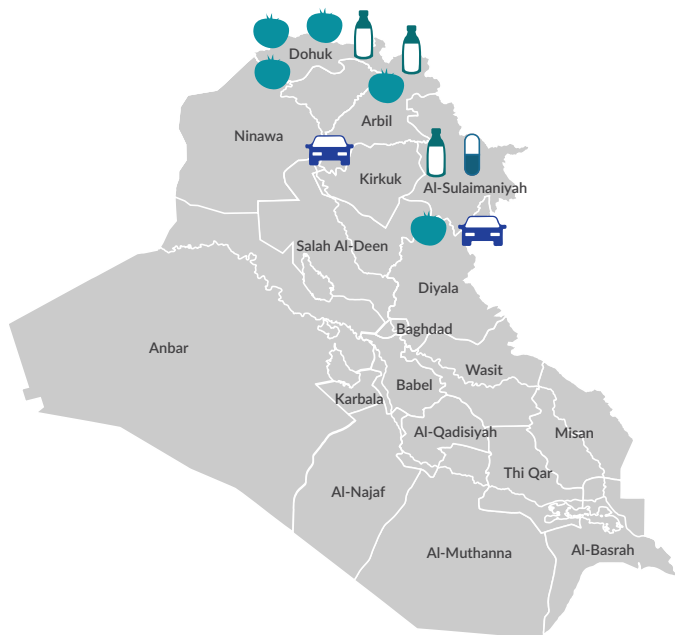 Dohuk
Arbil
Ninawa
Kirkuk
Al-Sulaimaniyah
Salah Al-Deen
Diyala
Baghdad
Anbar
Wasit
Babel
Karbala
Al-Qadisiyah
Misan
Thi Qar
Al-Najaf
Al-Muthanna
Al-Basrah